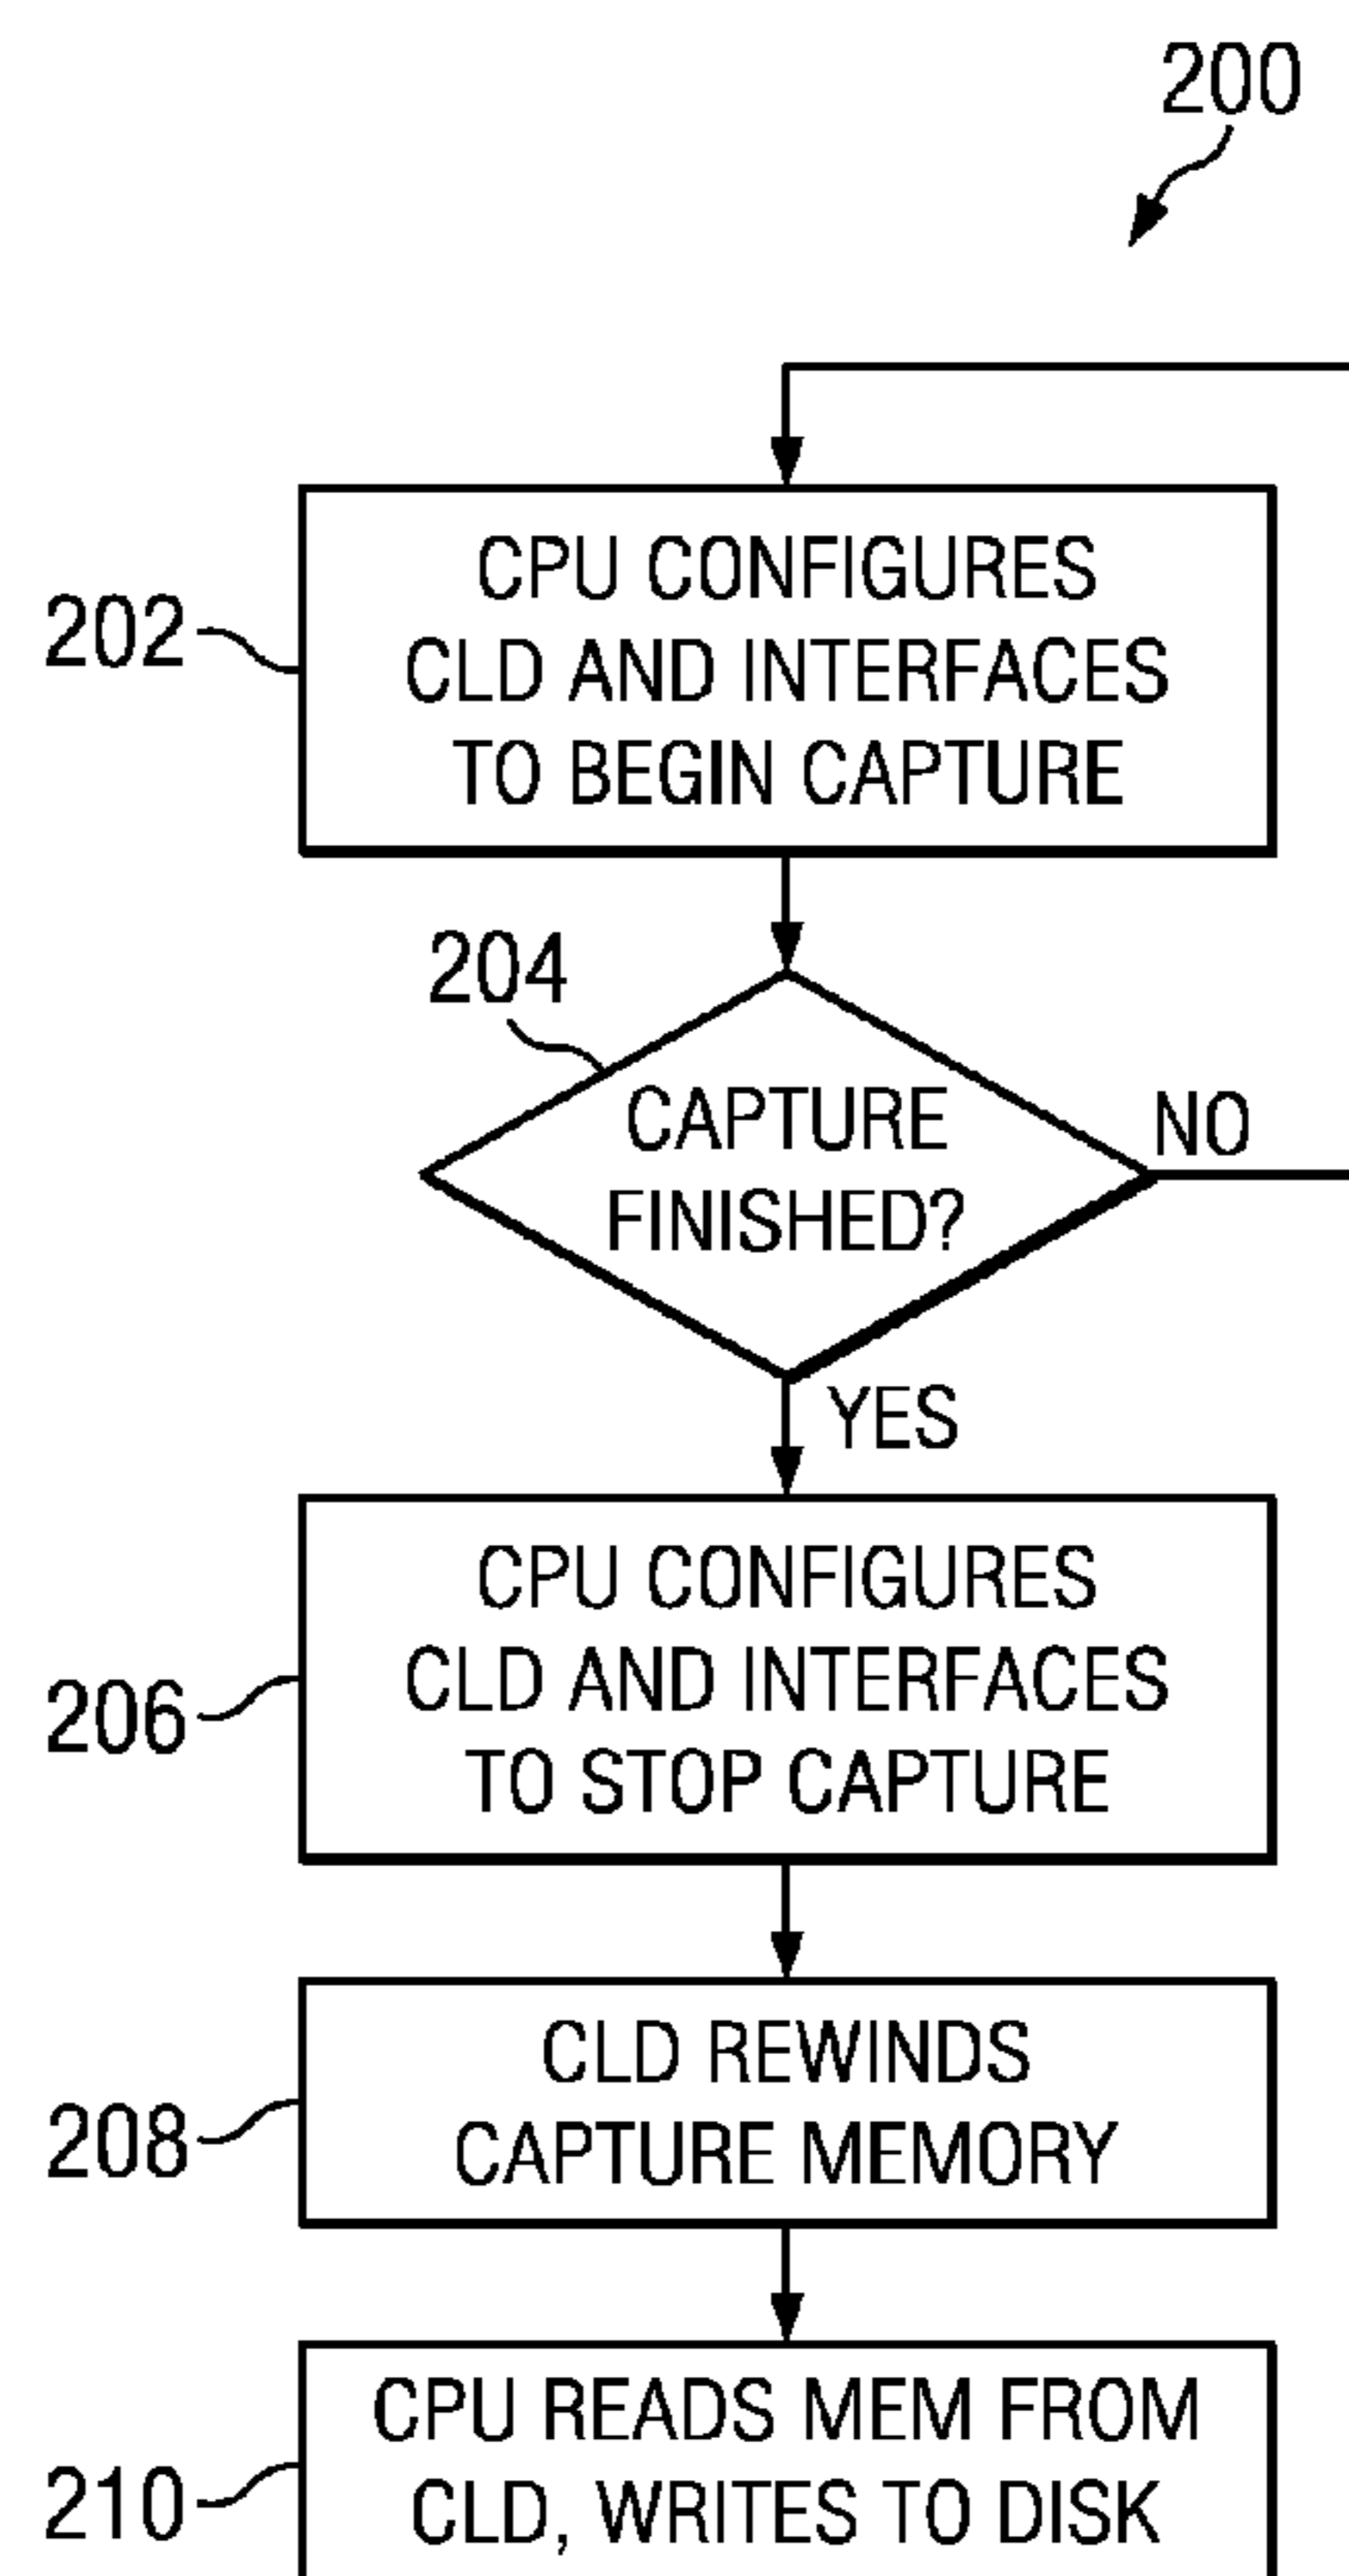 200
202
CPU CONFIGURES
CLD AND INTERFACES
TO BEGIN CAPTURE
204
CAPTURE
FINISHED?
NO
YES
206
CPU CONFIGURES
CLD AND INTERFACES
TO STOP CAPTURE
208
CLD REWINDS
CAPTURE MEMORY
210
CPU READS MEM FROM
CLD, WRITES TO DISK